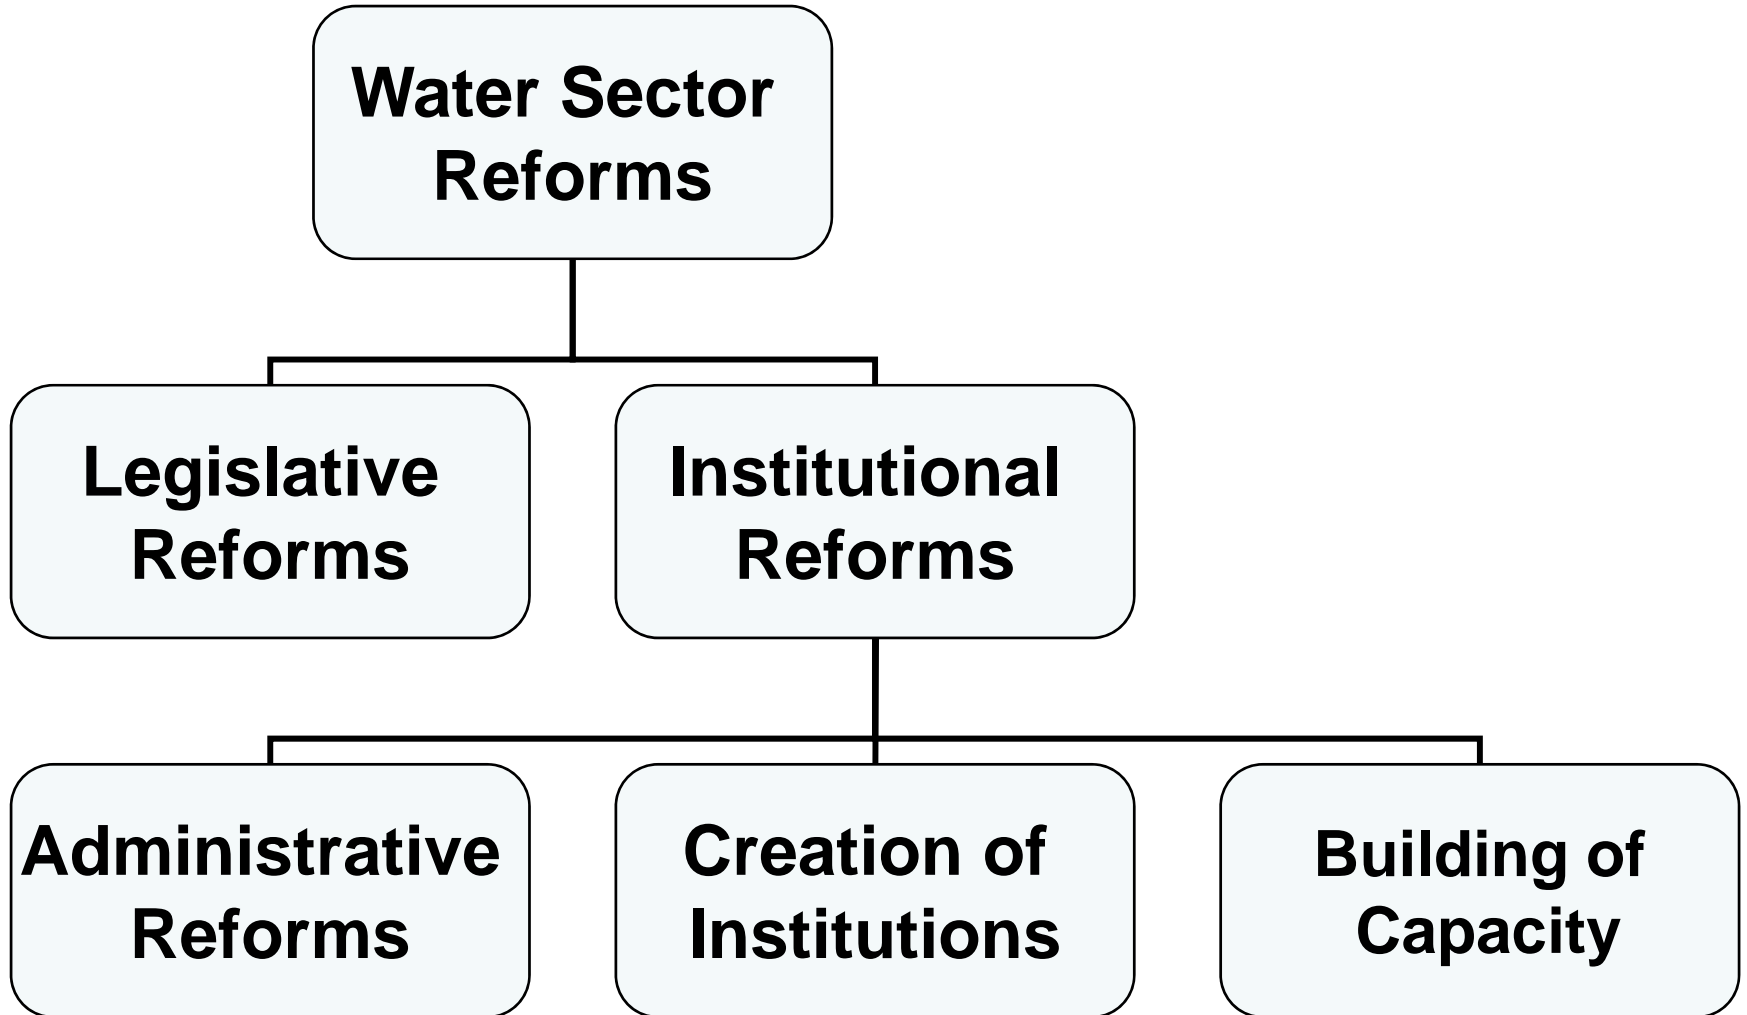 Water Sector
Reforms
Legislative
Reforms
Institutional
Reforms
Administrative
Reforms
Creation of
Institutions
Building of
Capacity